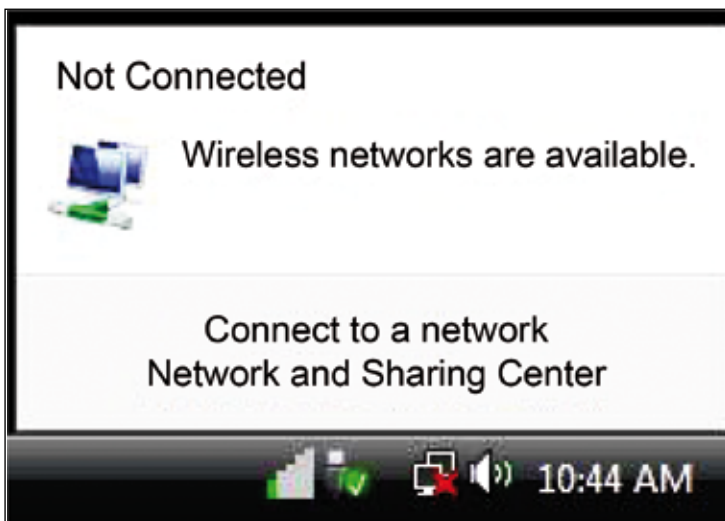 Not Connected
Wireless networks are available.
Connect to a network
Network and Sharing Center
10:44 AM